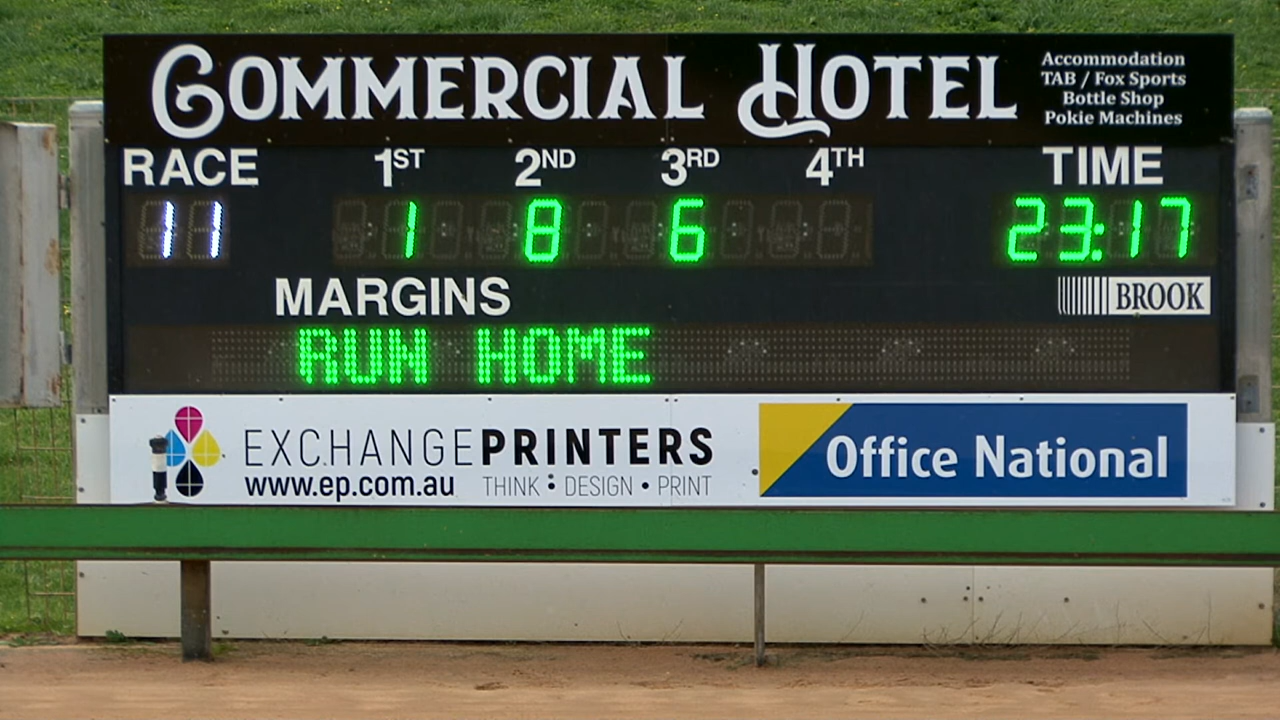 COMMERCIAL HOTEL
Accommodation
TAB / Fox Sports
Bottle Shop
Pokie Machines
RACE 1ST 2ND 3RD 4TH TIME
11 1 8 6 23:17
MARGINS
BROOK
RUN HOME
EXCHANGEPRINTERS
www.ep.com.au THINK • DESIGN • PRINT
Office National